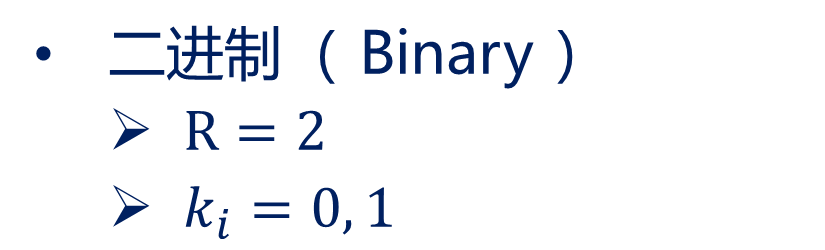 • 二进制（Binary）
➢ R = 2
➢ kᵢ = 0, 1